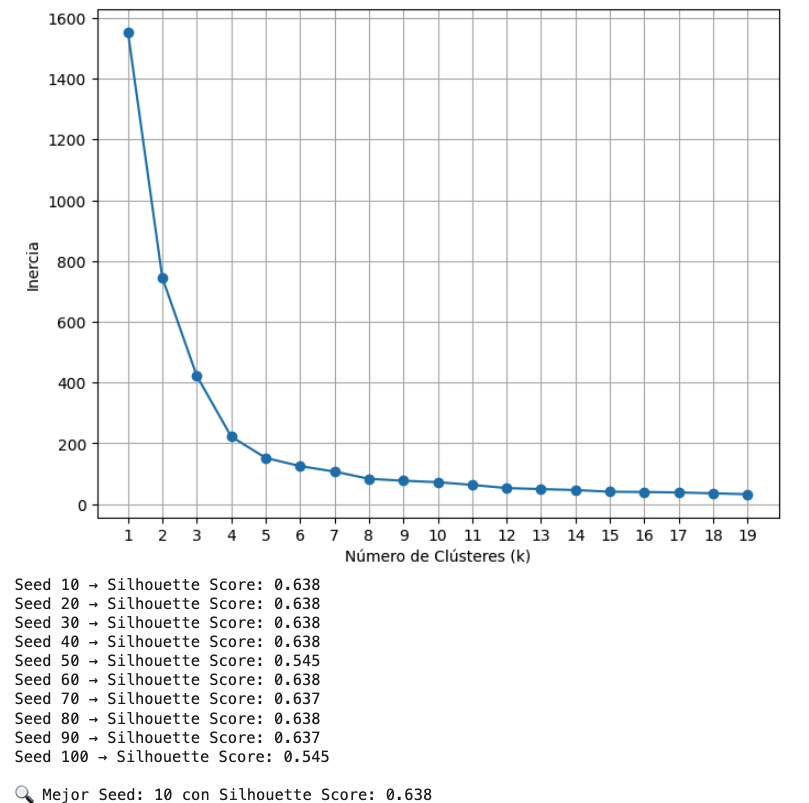 1600
1400
1200
1000
800
600
400
200
0
Inercia
1 2 3 4 5 6 7 8 9 10 11 12 13 14 15 16 17 18 19
Número de Clústeres (k)
Seed 10 → Silhouette Score: 0.638
Seed 20 → Silhouette Score: 0.638
Seed 30 → Silhouette Score: 0.638
Seed 40 → Silhouette Score: 0.638
Seed 50 → Silhouette Score: 0.545
Seed 60 → Silhouette Score: 0.638
Seed 70 → Silhouette Score: 0.637
Seed 80 → Silhouette Score: 0.638
Seed 90 → Silhouette Score: 0.637
Seed 100 → Silhouette Score: 0.545
🔍 Mejor Seed: 10 con Silhouette Score: 0.638